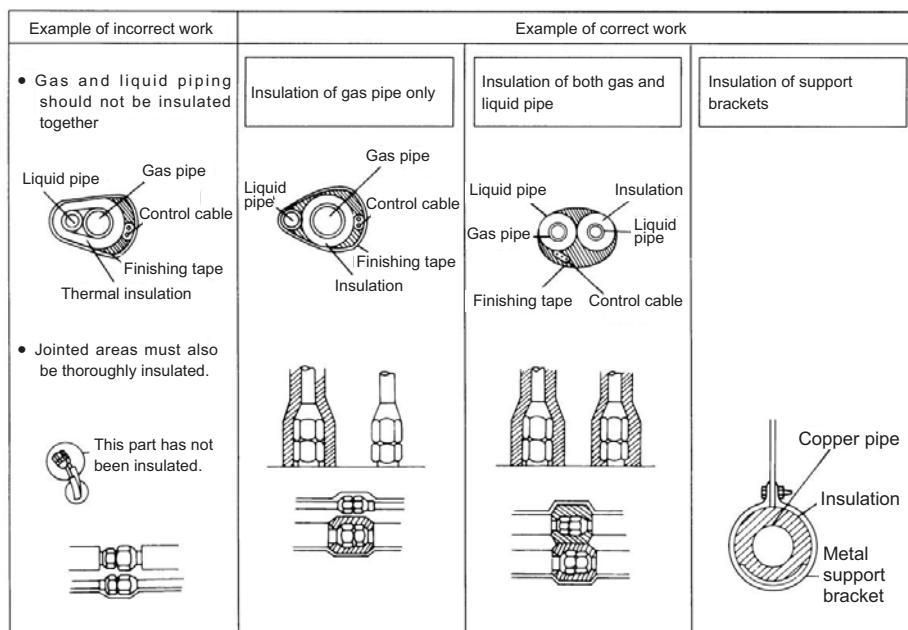 Example of incorrect work
Example of correct work
• Gas and liquid piping
should not be insulated
together
Insulation of gas pipe only
Insulation of both gas and
liquid pipe
Insulation of support
brackets
Liquid pipe
Gas pipe
Control cable
Finishing tape
Thermal insulation
Gas pipe
Liquid
pipe
Control cable
Finishing tape
Insulation
Liquid pipe
Insulation
Gas pipe
Liquid
pipe
Finishing tape
Control cable
• Jointed areas must also
be thoroughly insulated.
This part has not
been insulated.
Copper pipe
Insulation
Metal
support
bracket